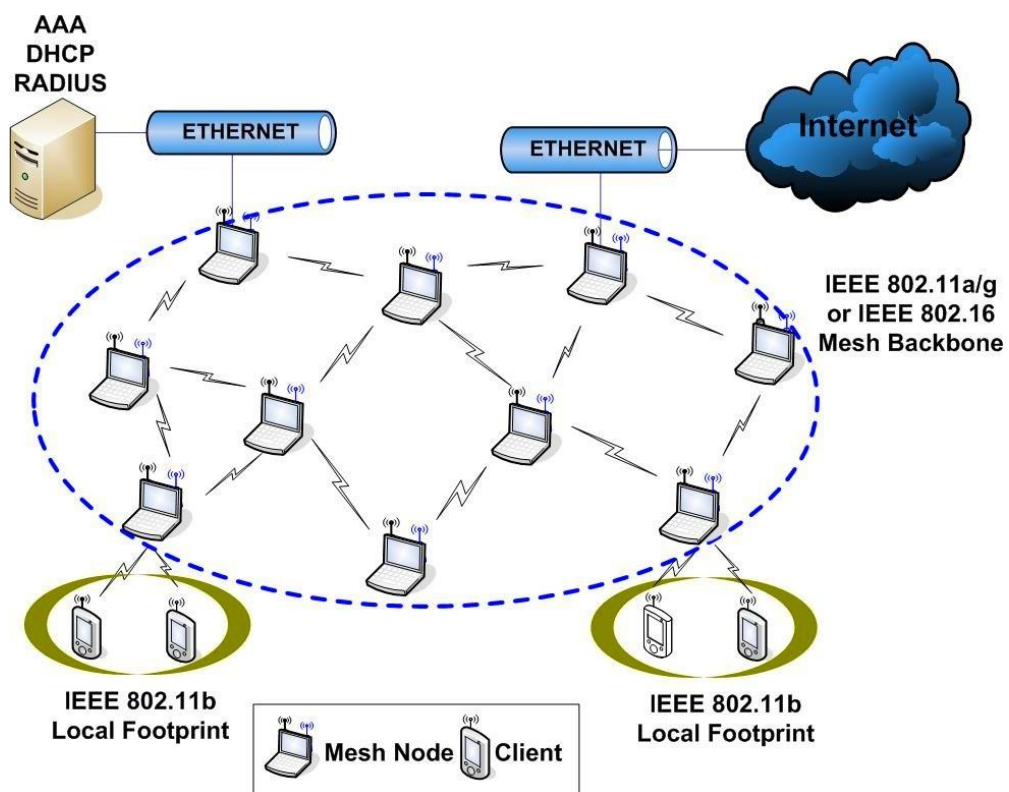 AAA
DHCP
RADIUS
ETHERNET
ETHERNET
Internet
IEEE 802.11a/g
or IEEE 802.16
Mesh Backbone
IEEE 802.11b
Local Footprint
IEEE 802.11b
Local Footprint
Mesh Node
Client